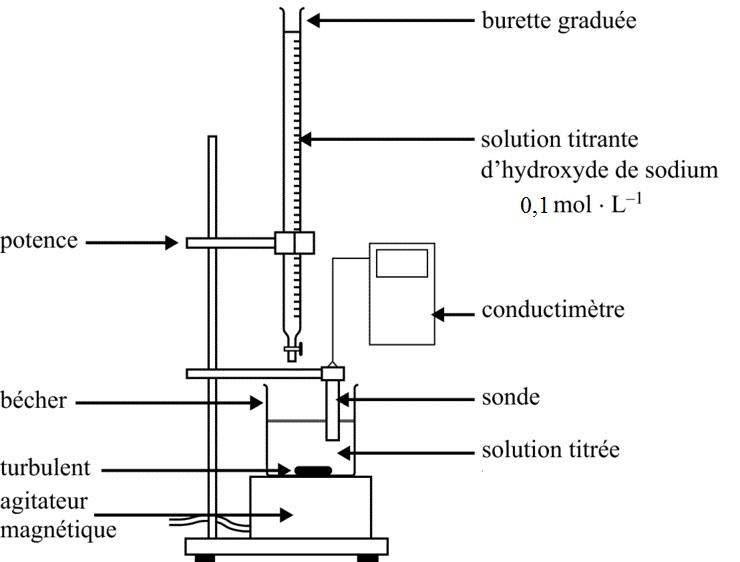 burette graduée
solution titrante
d’hydroxyde de sodium
0,1 mol · L⁻¹
potence
conductimètre
bécher
sonde
solution titrée
turbulent
agitateur
magnétique